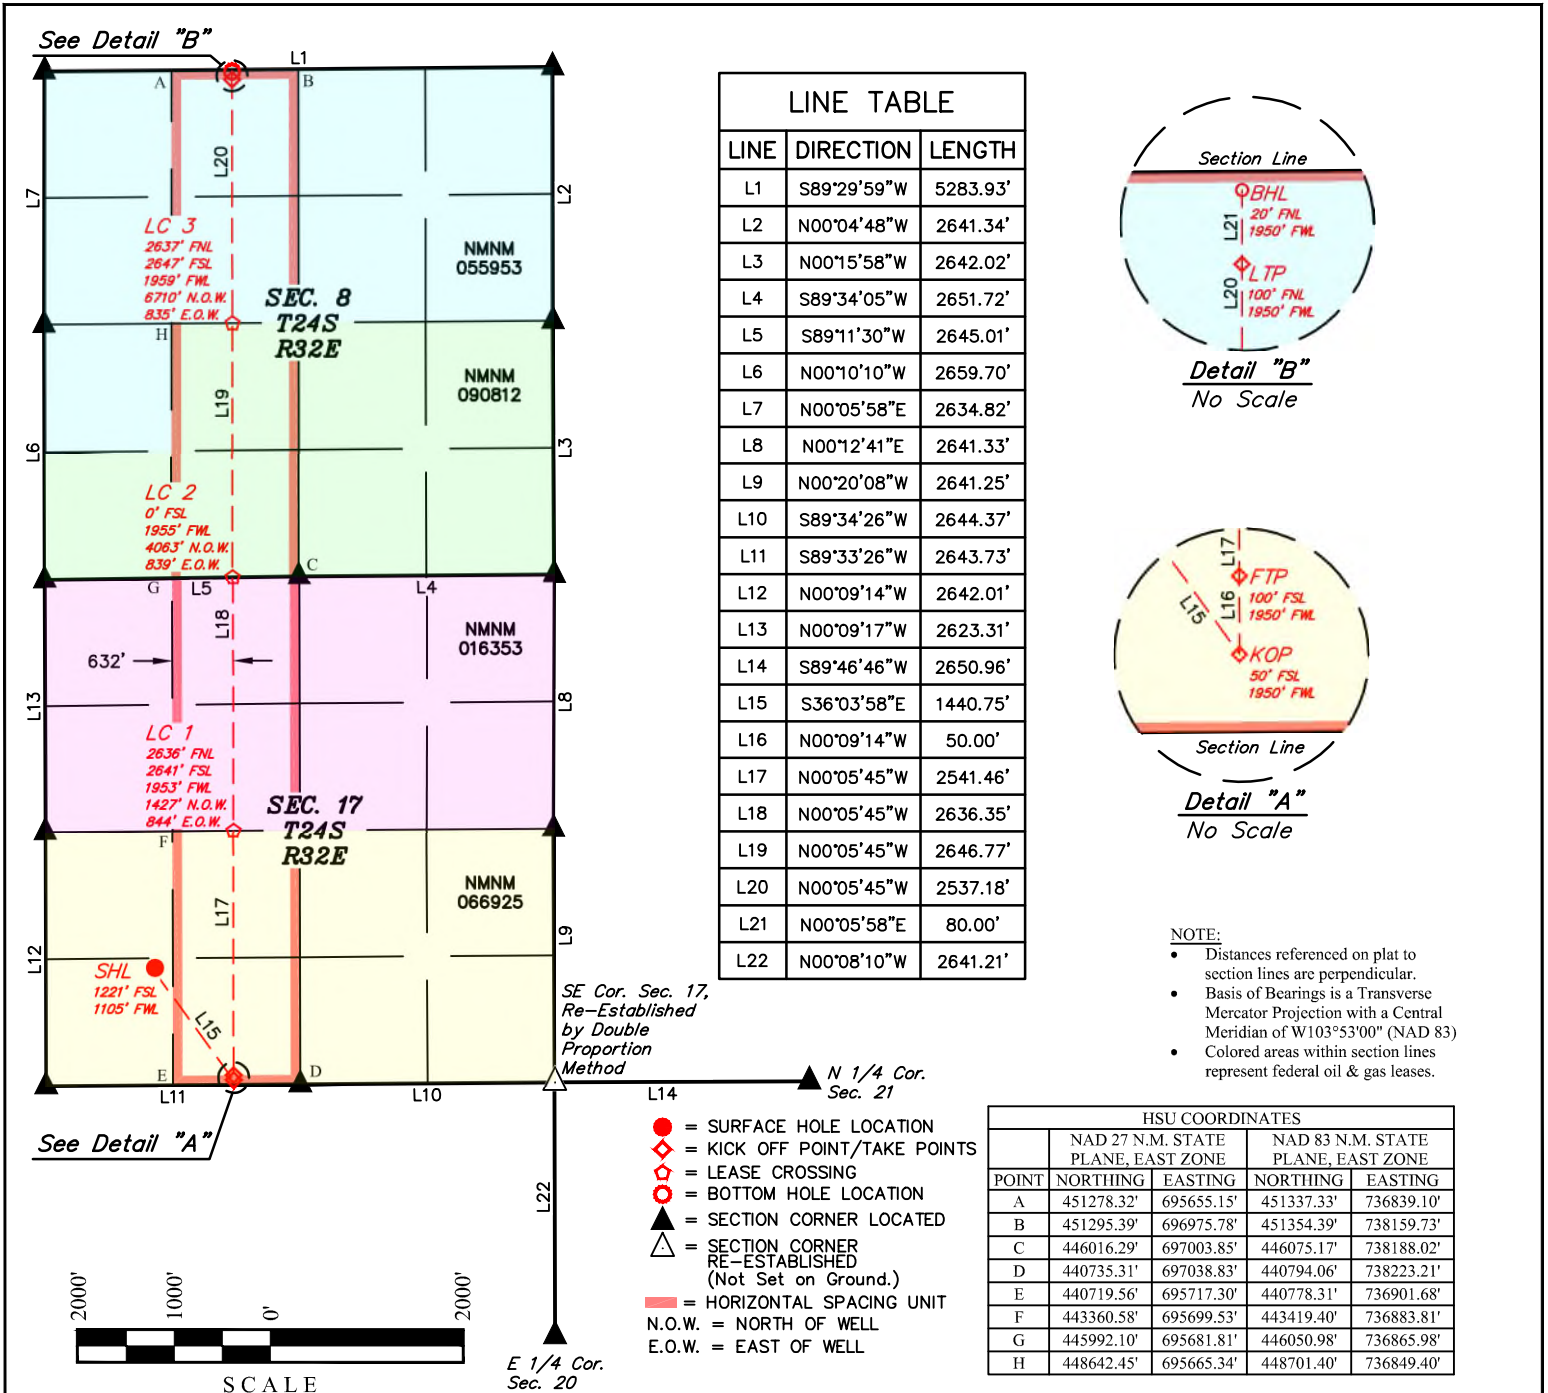 See Detail "B"
L1
A
B
L20
L7
L2
LC 3
2637' FNL
2647' FSL
1959' FWL
6710' N.O.W.
835' E.O.W.
NMNM
055953
SEC. 8
T24S
R32E
H
NMNM
090812
L19
L6
L3
LC 2
0' FSL
1955' FWL
4063' N.O.W.
839' E.O.W.
C
G
L5
L4
L18
NMNM
016353
632'
L13
L8
LC 1
2636' FNL
2641' FSL
1953' FWL
1427' N.O.W.
844' E.O.W.
SEC. 17
T24S
R32E
F
NMNM
066925
L17
L12
L9
SHL
1221' FSL
1105' FWL
L15
E
D
L11
L10
See Detail "A"
SE Cor. Sec. 17,
Re-Established
by Double
Proportion
Method
L14
N 1/4 Cor.
Sec. 21
L22
E 1/4 Cor.
Sec. 20
LINE TABLE
LINE DIRECTION LENGTH
L1 S89°29'59"W 5283.93'
L2 N00°04'48"W 2641.34'
L3 N00°15'58"W 2642.02'
L4 S89°34'05"W 2651.72'
L5 S89°11'30"W 2645.01'
L6 N00°10'10"W 2659.70'
L7 N00°05'58"E 2634.82'
L8 N00°12'41"E 2641.33'
L9 N00°20'08"W 2641.25'
L10 S89°34'26"W 2644.37'
L11 S89°33'26"W 2643.73'
L12 N00°09'14"W 2642.01'
L13 N00°09'17"W 2623.31'
L14 S89°46'46"W 2650.96'
L15 S36°03'58"E 1440.75'
L16 N00°09'14"W 50.00'
L17 N00°05'45"W 2541.46'
L18 N00°05'45"W 2636.35'
L19 N00°05'45"W 2646.77'
L20 N00°05'45"W 2537.18'
L21 N00°05'58"E 80.00'
L22 N00°08'10"W 2641.21'
Section Line
BHL
20' FNL
1950' FWL
L21
LTP
100' FNL
1950' FWL
L20
Detail "B"
No Scale
L17
FTP
100' FSL
1950' FWL
L16
L15
KOP
50' FSL
1950' FWL
Section Line
Detail "A"
No Scale
NOTE:
• Distances referenced on plat to
section lines are perpendicular.
• Basis of Bearings is a Transverse
Mercator Projection with a Central
Meridian of W103°53'00" (NAD 83)
• Colored areas within section lines
represent federal oil & gas leases.
= SURFACE HOLE LOCATION
= KICK OFF POINT/TAKE POINTS
= LEASE CROSSING
= BOTTOM HOLE LOCATION
= SECTION CORNER LOCATED
= SECTION CORNER
RE-ESTABLISHED
(Not Set on Ground.)
= HORIZONTAL SPACING UNIT
N.O.W. = NORTH OF WELL
E.O.W. = EAST OF WELL
HSU COORDINATES
NAD 27 N.M. STATE PLANE, EAST ZONE NAD 83 N.M. STATE PLANE, EAST ZONE
POINT NORTHING EASTING NORTHING EASTING
A 451278.32' 695655.15' 451337.33' 736839.10'
B 451295.39' 696975.78' 451354.39' 738159.73'
C 446016.29' 697003.85' 446075.17' 738188.02'
D 440735.31' 697038.83' 440794.06' 738223.21'
E 440719.56' 695717.30' 440778.31' 736901.68'
F 443360.58' 695699.53' 443419.40' 736883.81'
G 445992.10' 695681.81' 446050.98' 736865.98'
H 448642.45' 695665.34' 448701.40' 736849.40'
2000' 1000' 0' 2000'
SCALE